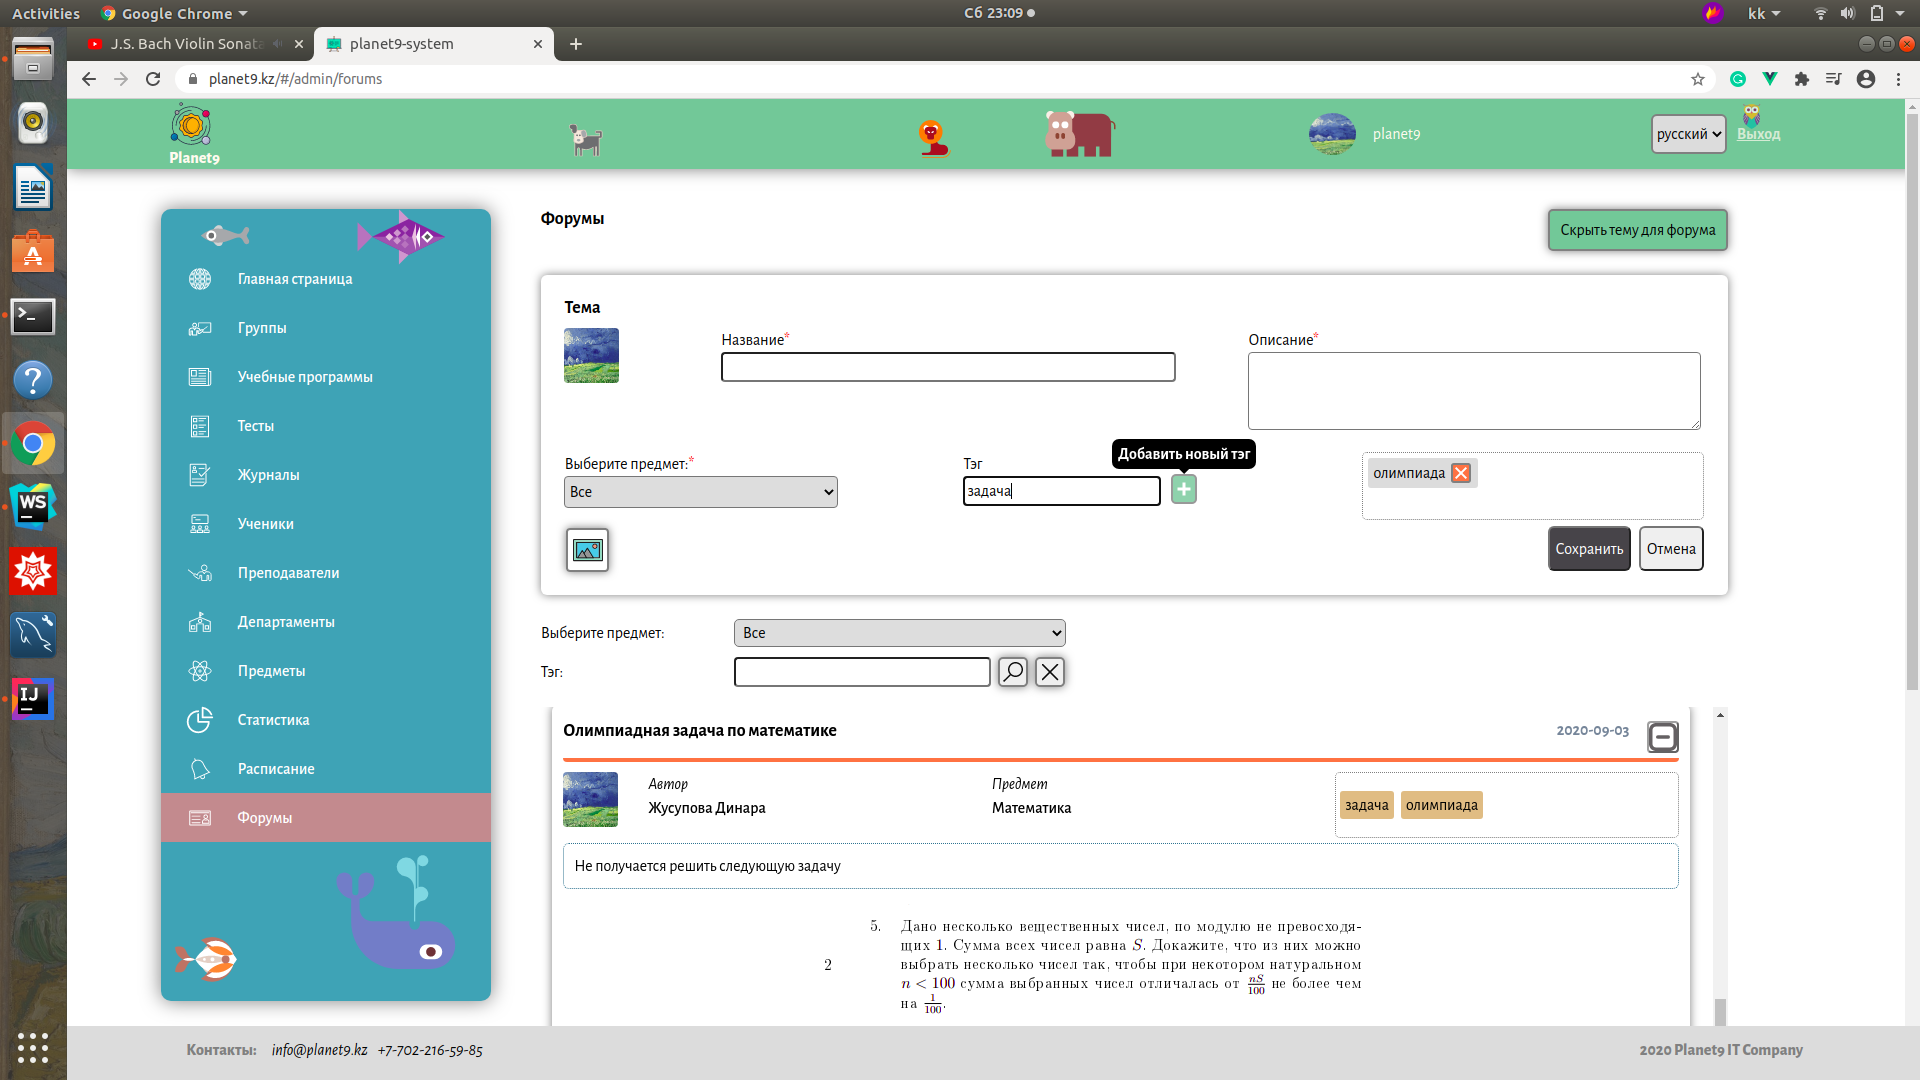 Activities
Google Chrome
Сб 23:09
kk
J.S. Bach Violin Sonata
planet9-system
planet9.kz/#/admin/forums
Planet9
planet9
русский
Выход
Главная страница
Группы
Учебные программы
Тесты
Журналы
Ученики
Преподаватели
Департаменты
Предметы
Статистика
Расписание
Форумы
Форумы
Скрыть тему для форума
Тема
Название*
Описание*
Выберите предмет:*
Все
Тэг
задача
Добавить новый тэг
олимпиада
Сохранить
Отмена
Выберите предмет:
Все
Тэг:
Олимпиадная задача по математике
2020-09-03
Автор
Жусупова Динара
Предмет
Математика
задача
олимпиада
Не получается решить следующую задачу
2
5. Дано несколько вещественных чисел, по модулю не превосходя-
щих 1. Сумма всех чисел равна S. Докажите, что из них можно
выбрать несколько чисел так, чтобы при некотором натуральном
n < 100 сумма выбранных чисел отличалась от nS/100 не более чем
на 1/100.
Контакты: info@planet9.kz +7-702-216-59-85
2020 Planet9 IT Company
WS
IJ